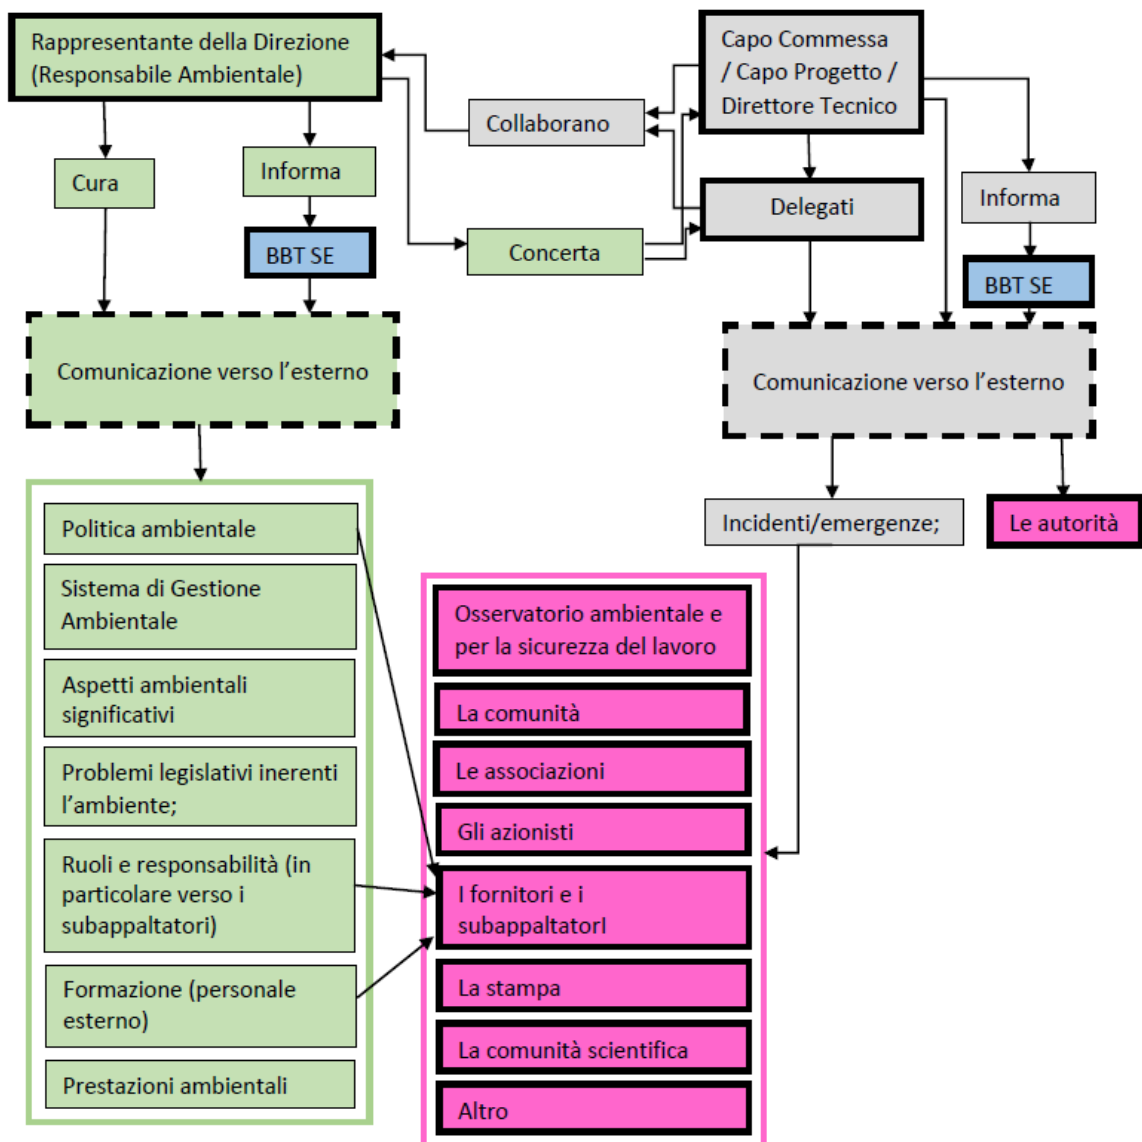 Rappresentante della Direzione
(Responsabile Ambientale)
Capo Commessa
/ Capo Progetto /
Direttore Tecnico
Collaborano
Cura
Informa
Delegati
Informa
BBT SE
Concerta
BBT SE
Comunicazione verso l'esterno
Comunicazione verso l'esterno
Politica ambientale
Incidenti/emergenze;
Le autorità
Sistema di Gestione
Ambientale
Aspetti ambientali
significativi
Problemi legislativi inerenti
l'ambiente;
Ruoli e responsabilità (in
particolare verso i
subappaltatori)
Formazione (personale
esterno)
Prestazioni ambientali
Osservatorio ambientale e
per la sicurezza del lavoro
La comunità
Le associazioni
Gli azionisti
I fornitori e i
subappaltatorI
La stampa
La comunità scientifica
Altro